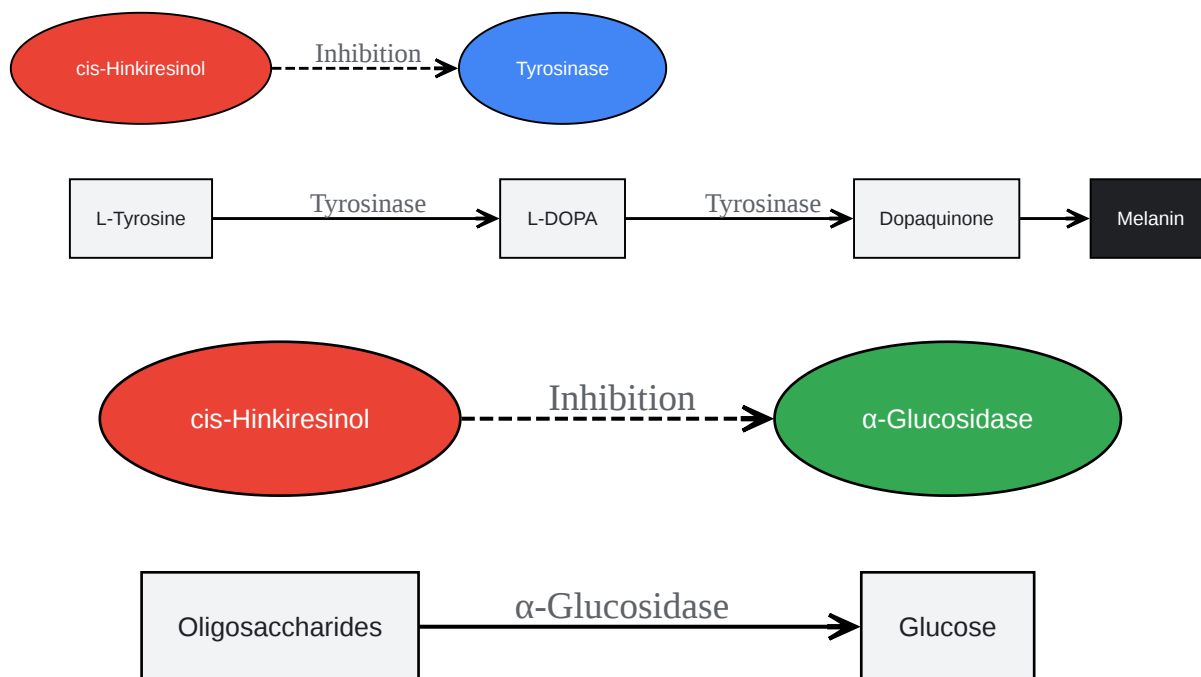 Inhibition
cis-Hinkiresinol
Tyrosinase
Tyrosinase
Tyrosinase
L-Tyrosine
L-DOPA
Dopaquinone
Melanin
Inhibition
cis-Hinkiresinol
α-Glucosidase
α-Glucosidase
Oligosaccharides
Glucose